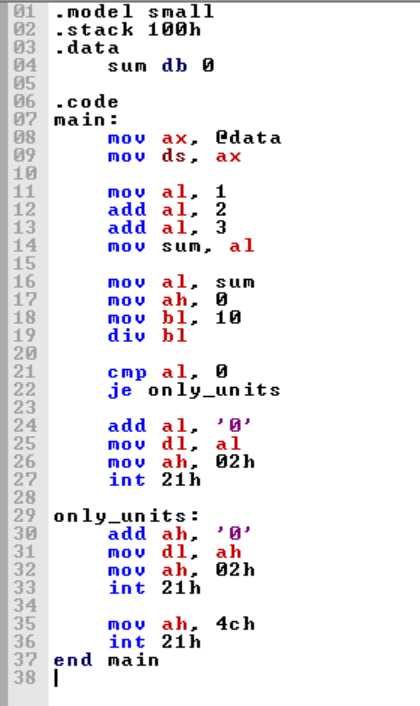 01 .model small
02 .stack 100h
03 .data
04     sum db 0
05
06 .code
07 main:
08     mov ax, @data
09     mov ds, ax
10
11     mov al, 1
12     add al, 2
13     add al, 3
14     mov sum, al
15
16     mov al, sum
17     mov ah, 0
18     mov bl, 10
19     div bl
20
21     cmp al, 0
22     je only_units
23
24     add al, '0'
25     mov dl, al
26     mov ah, 02h
27     int 21h
28
29 only_units:
30     add ah, '0'
31     mov dl, ah
32     mov ah, 02h
33     int 21h
34
35     mov ah, 4ch
36     int 21h
37 end main
38